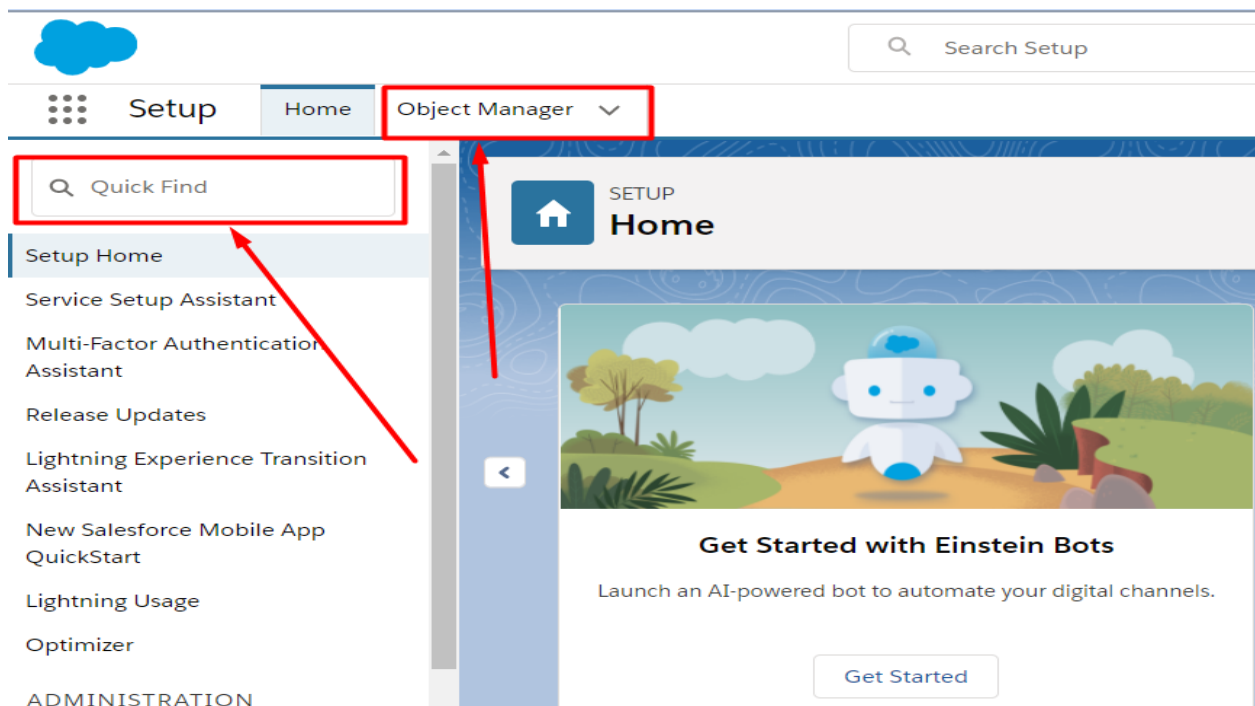 Search Setup
Setup
Home
Object Manager
Quick Find
Setup Home
Service Setup Assistant
Multi-Factor Authentication
Assistant
Release Updates
Lightning Experience Transition
Assistant
New Salesforce Mobile App
QuickStart
Lightning Usage
Optimizer
ADMINISTRATION
SETUP
Home
Get Started with Einstein Bots
Launch an AI-powered bot to automate your digital channels.
Get Started